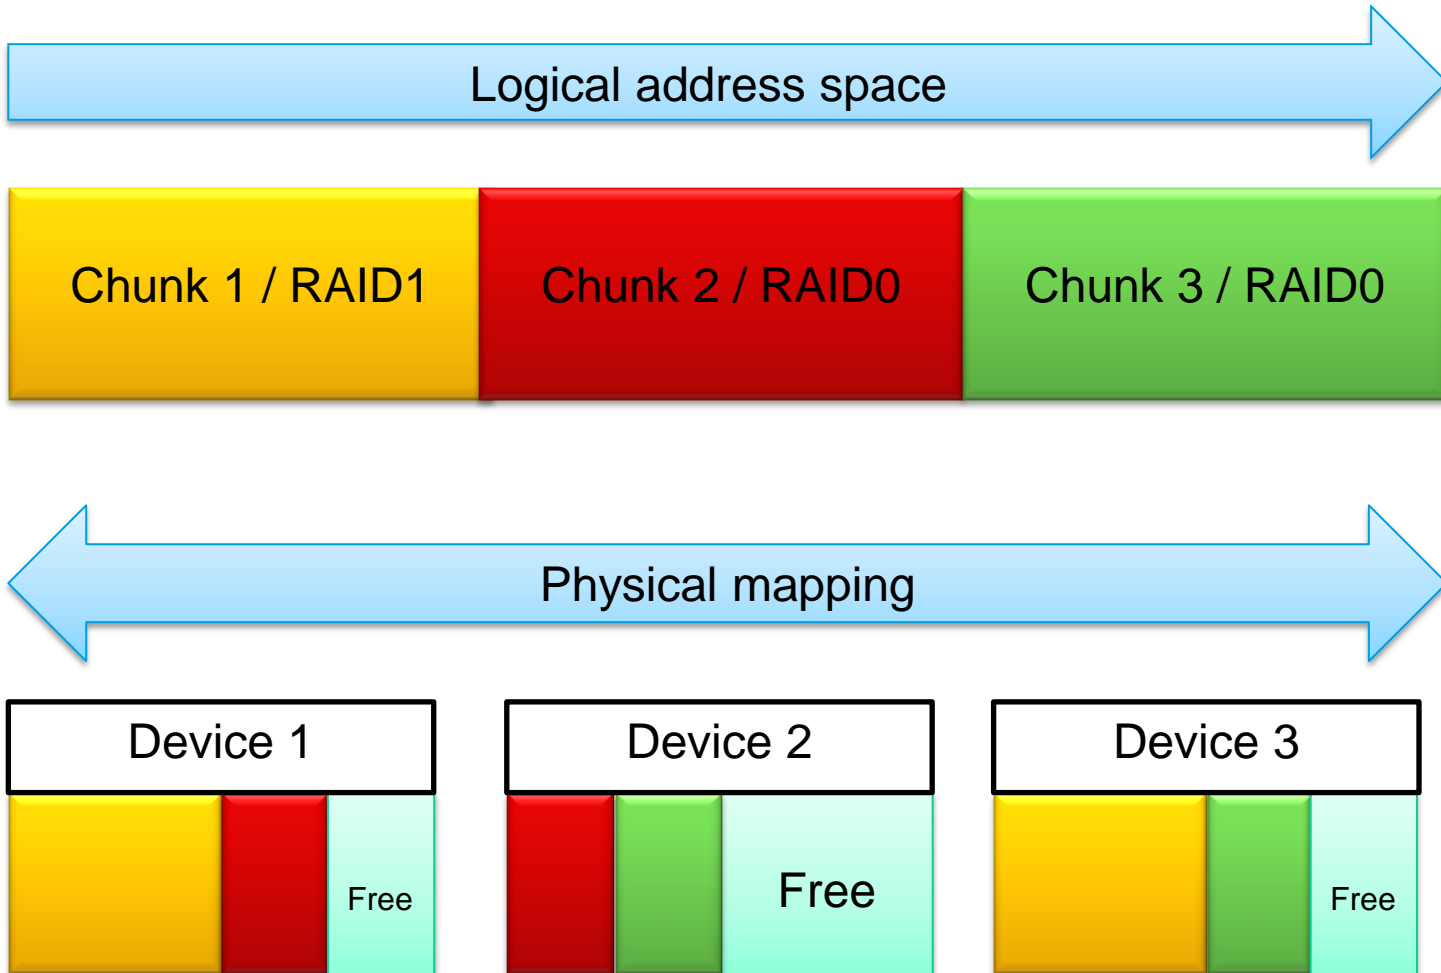 Logical address space
Chunk 1 / RAID1
Chunk 2 / RAID0
Chunk 3 / RAID0
Physical mapping
Device 1
Device 2
Device 3
Free
Free
Free